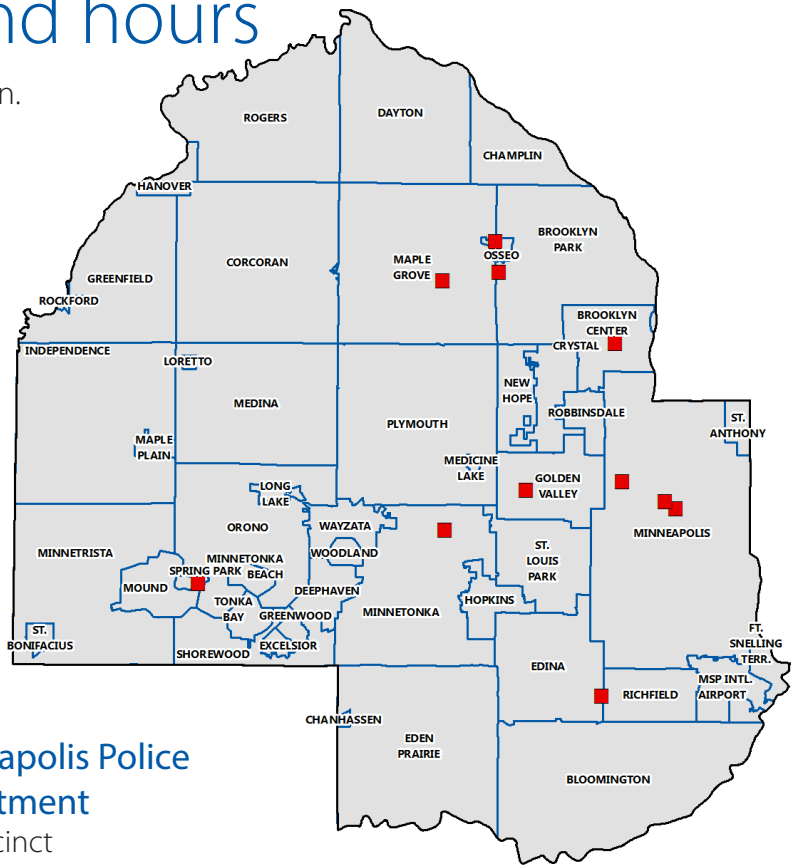 nd hours
n.
ROGERS
DAYTON
CHAMPLIN
HANOVER
BROOKLYN
PARK
CORCORAN
MAPLE
GROVE
OSSEO
GREENFIELD
ROCKFORD
BROOKLYN
CENTER
CRYSTAL
INDEPENDENCE
LORETTO
NEW
HOPE
MEDINA
ROBBINSDALE
PLYMOUTH
ST.
ANTHONY
MAPLE
PLAIN
MEDICINE
LAKE
GOLDEN
VALLEY
LONG
LAKE
ORONO
WAYZATA
MINNEAPOLIS
MINNETRISTA
WOODLAND
ST.
LOUIS
PARK
MINNETONKA
BEACH
SPRING PARK
MOUND
DEEPHAVEN
TONKA
BAY
GREENWOOD
MINNETONKA
HOPKINS
ST.
BONIFACIUS
EXCELSIOR
SHOREWOOD
FT.
SNELLING
TERR.
EDINA
MSP INTL.
AIRPORT
RICHFIELD
CHANHASSEN
EDEN
PRAIRIE
BLOOMINGTON
apolis Police
tment
cinct